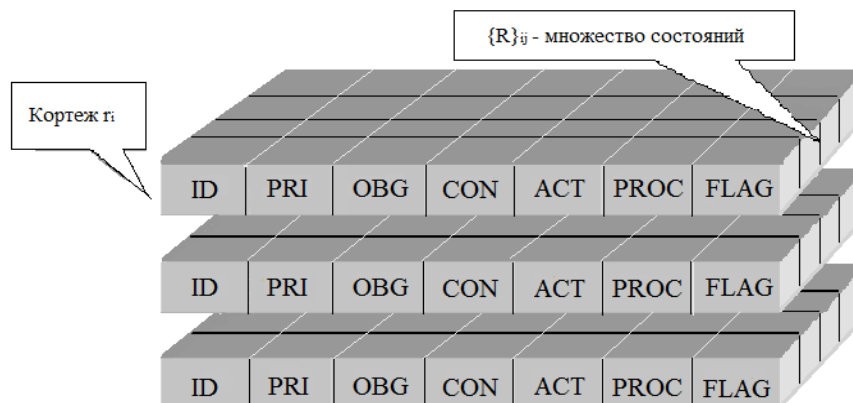 {R}ij - множество состояний
Кортеж ri
ID PRI OBG CON ACT PROC FLAG
ID PRI OBG CON ACT PROC FLAG
ID PRI OBG CON ACT PROC FLAG